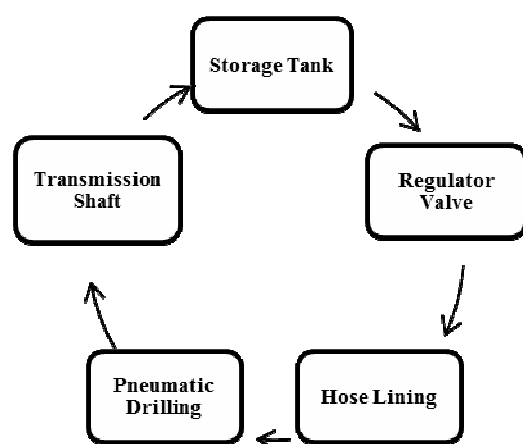 Storage Tank
Regulator
Valve
Hose Lining
Pneumatic
Drilling
Transmission
Shaft